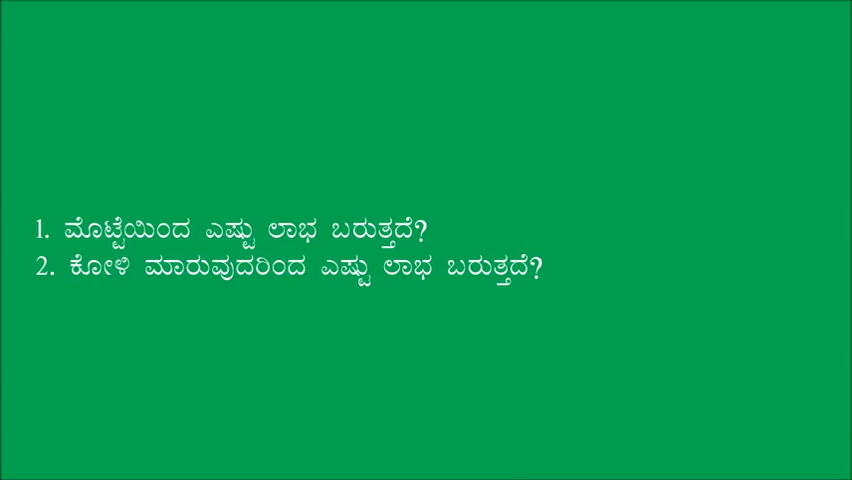 1. ಮೊಟ್ಟೆಯಿಂದ ಎಷ್ಟು ಲಾಭ ಬರುತ್ತದೆ?
2. ಕೋಳಿ ಮಾರುವುದರಿಂದ ಎಷ್ಟು ಲಾಭ ಬರುತ್ತದೆ?